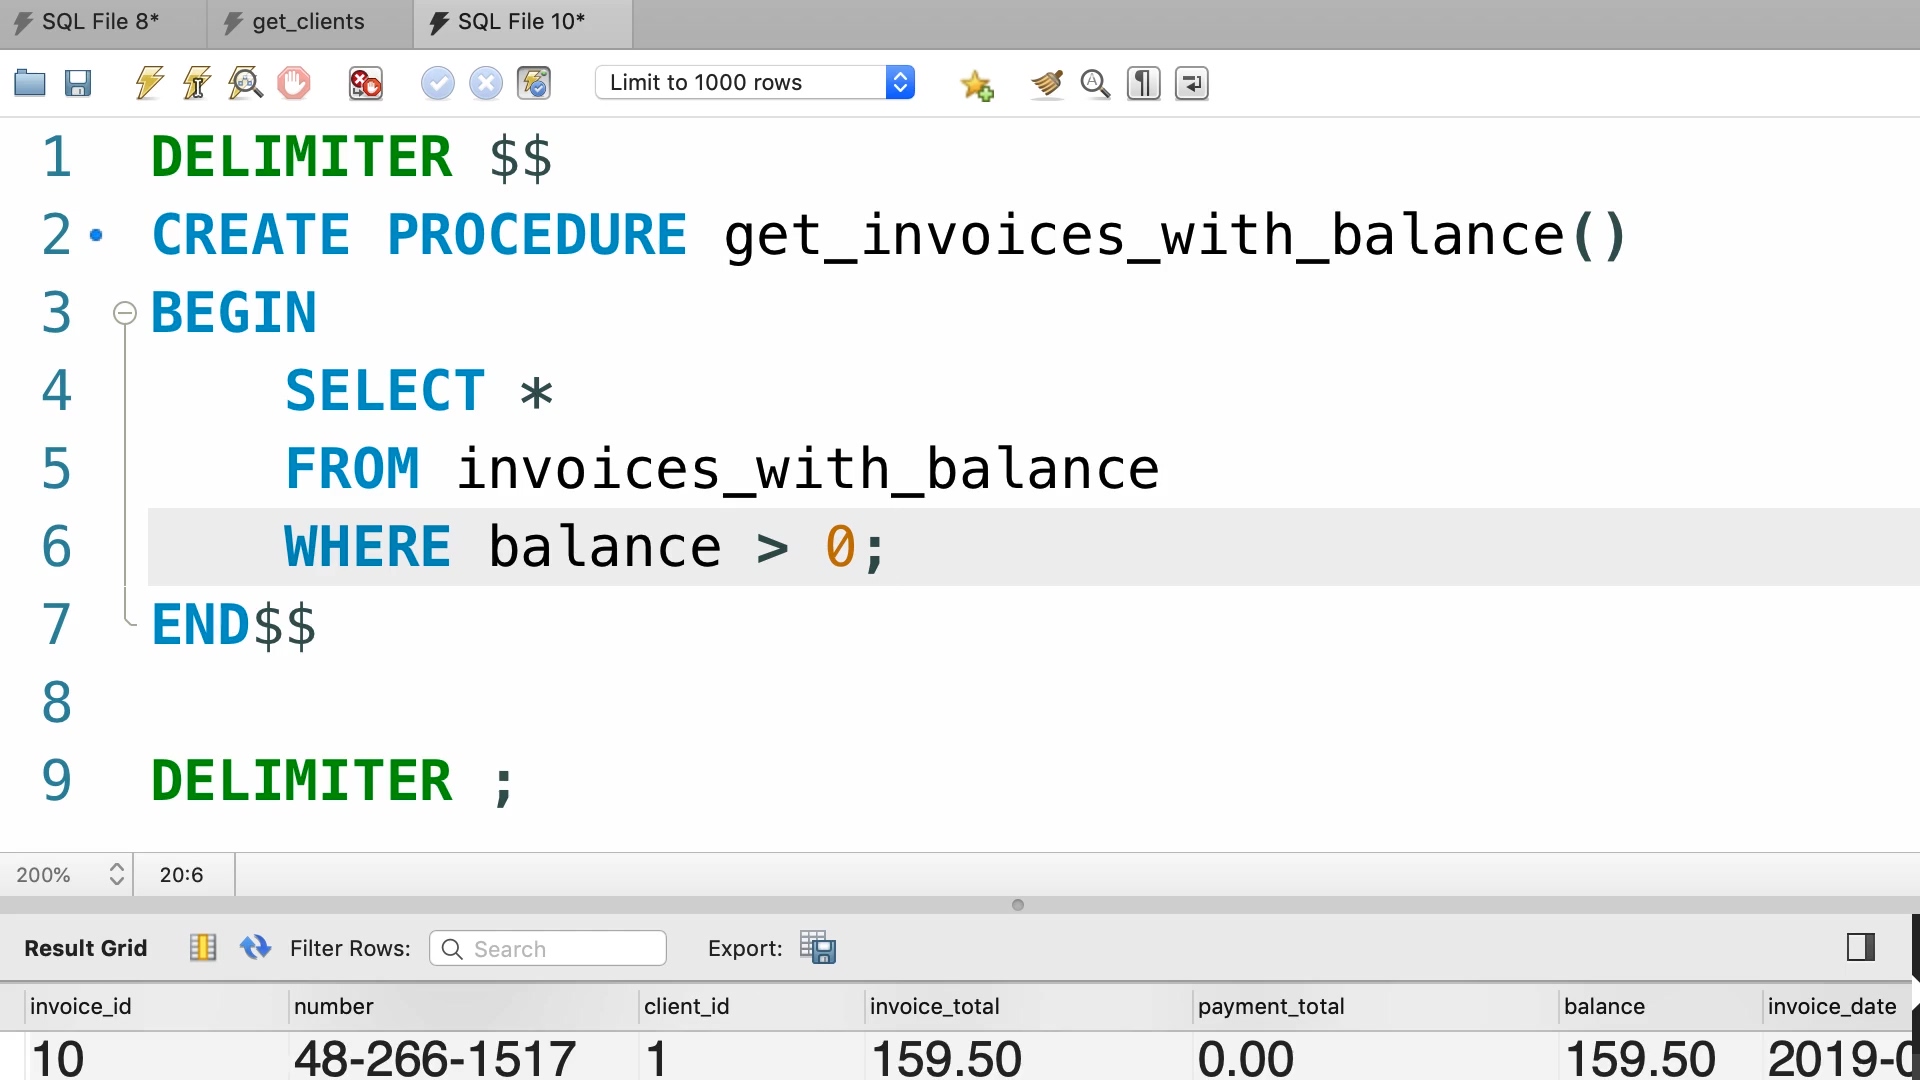 SQL File 8*
get_clients
SQL File 10*
Limit to 1000 rows
1 DELIMITER $$
2 CREATE PROCEDURE get_invoices_with_balance()
3 BEGIN
4 SELECT *
5 FROM invoices_with_balance
6 WHERE balance > 0;
7 END$$
8
9 DELIMITER ;
200% 20:6
Result Grid Filter Rows: Search Export:
invoice_id number client_id invoice_total payment_total balance invoice_date
10 48-266-1517 1 159.50 0.00 159.50 2019-0